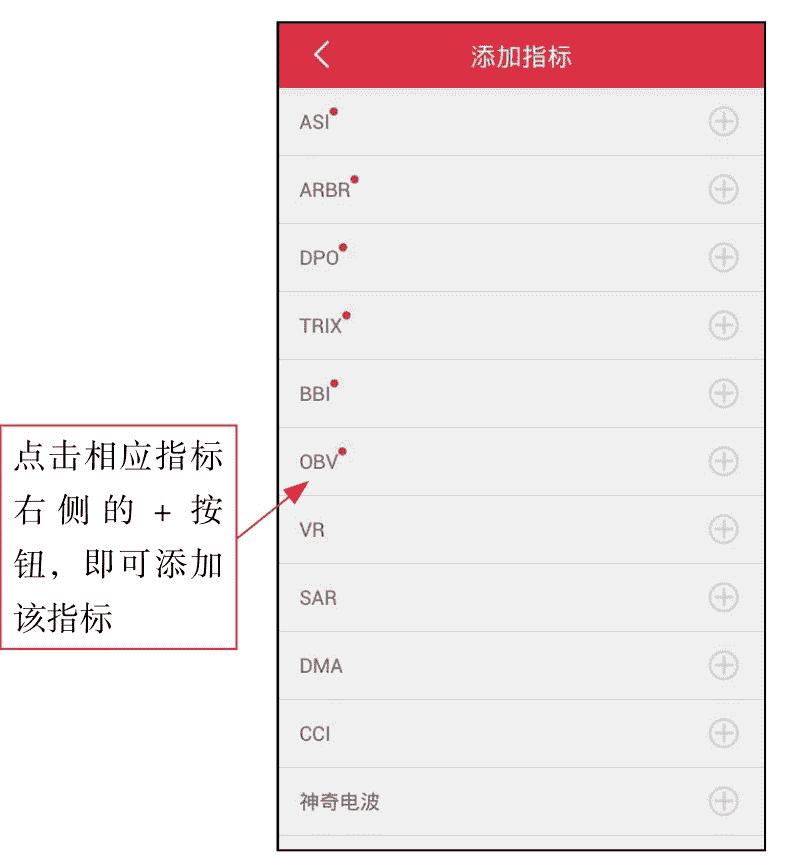 添加指标
ASI
ARBR
DPO
TRIX
BBI
OBV
VR
SAR
DMA
CCI
神奇电波
点击相应指标
右侧的+按
钮，即可添加
该指标